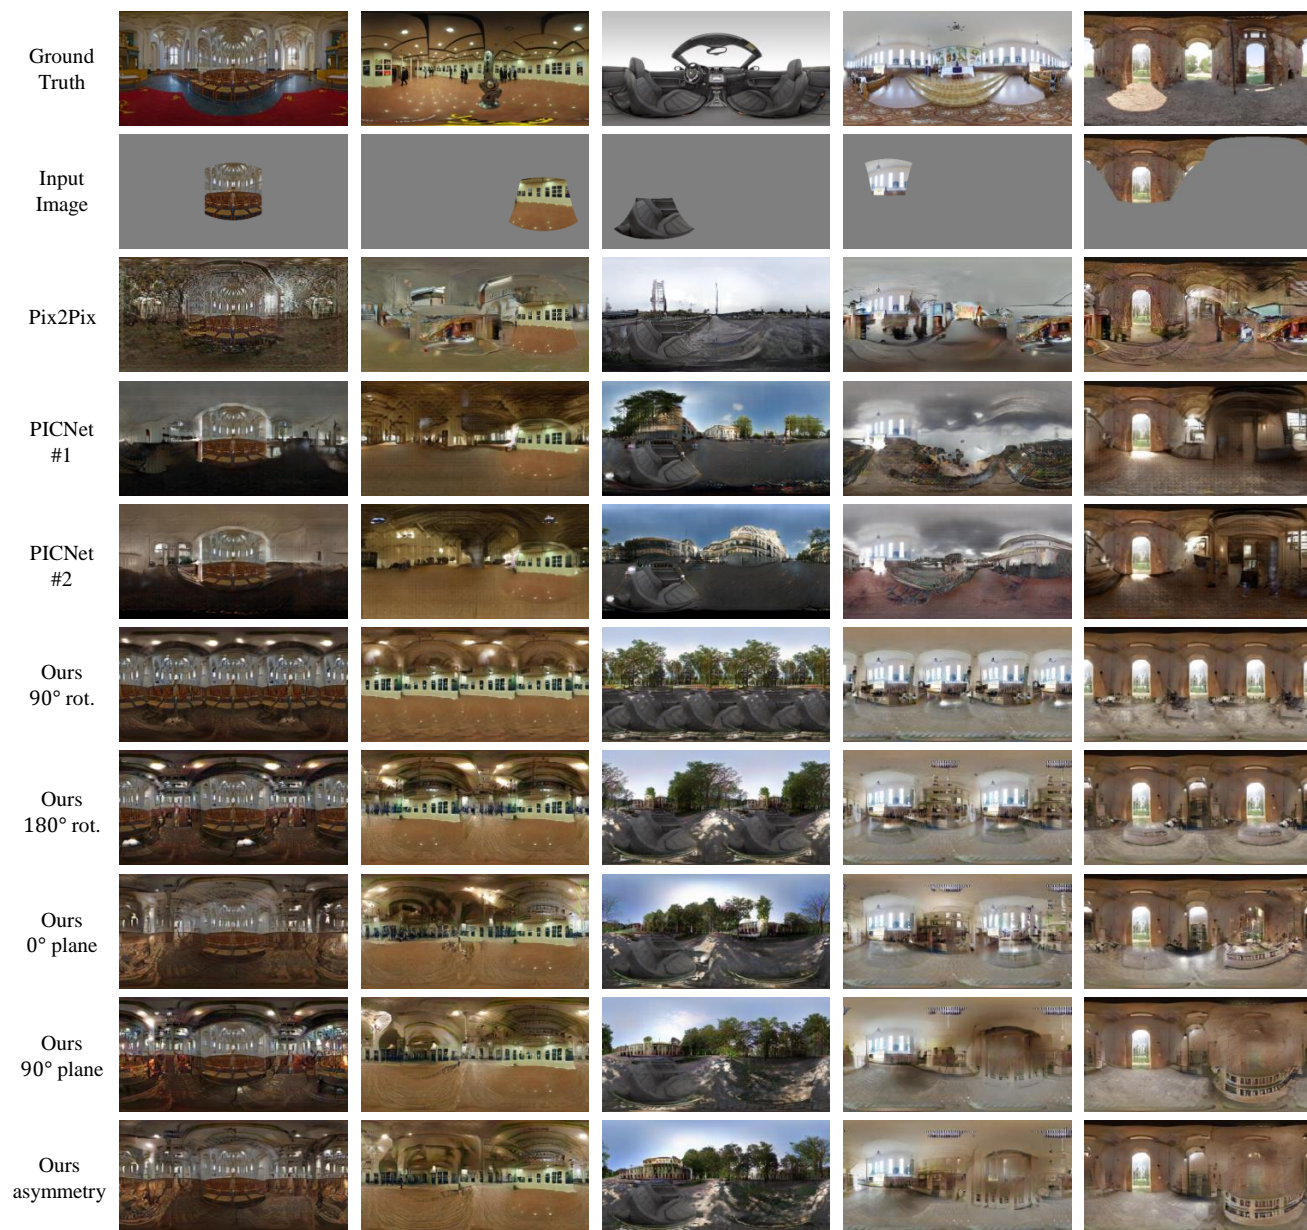 Ground
Truth
Input
Image
Pix2Pix
PICNet
#1
PICNet
#2
Ours
90° rot.
Ours
180° rot.
Ours
0° plane
Ours
90° plane
Ours
asymmetry